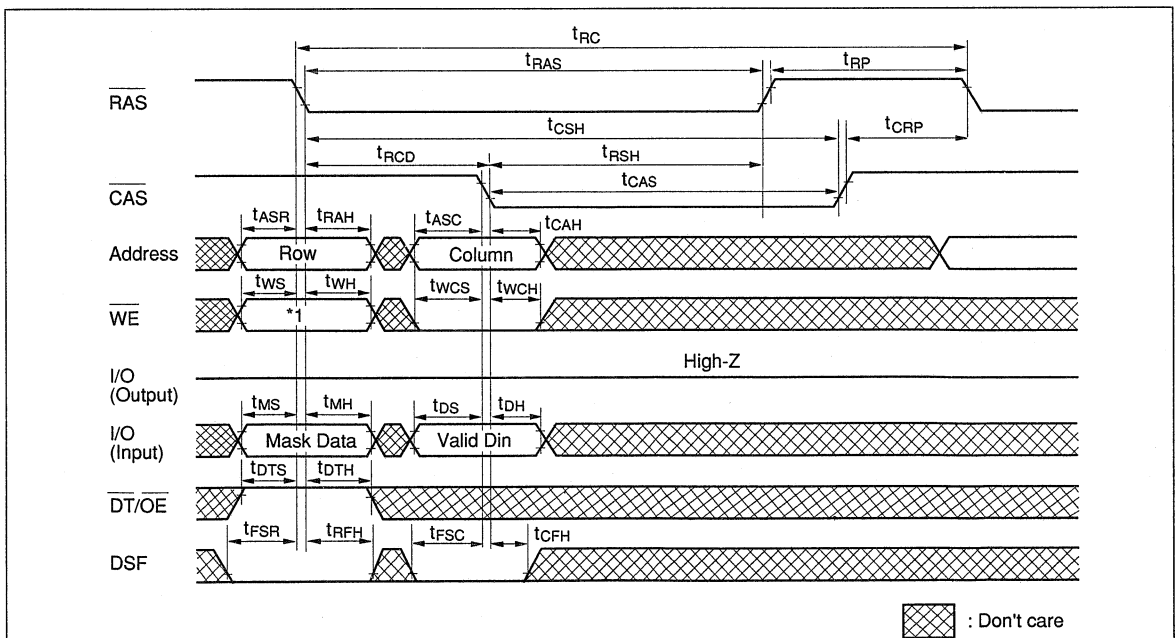 tRC
tRAS tRP
RAS
tCSH tCRP
tRCD tRSH
CAS tCAS
tASR tRAH tASC tCAH
Address Row Column
tWS tWH tWCS tWCH
WE *1
High-Z
I/O
(Output)
tMS tMH tDS tDH
I/O
(Input) Mask Data Valid Din
tDTS tDTH
DT/OE
tFSR tRFH tFSC tCFH
DSF
: Don't care